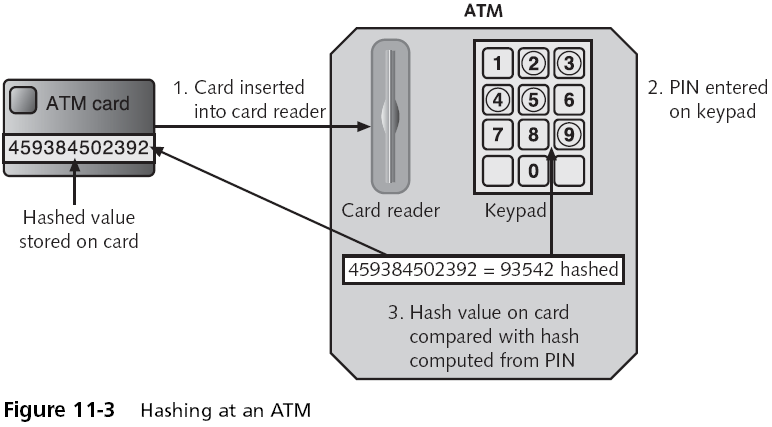 ATM
ATM card
459384502392
Hashed value
stored on card
1. Card inserted
into card reader
1 2 3
4 5 6
7 8 9
0
Card reader
Keypad
2. PIN entered
on keypad
459384502392 = 93542 hashed
3. Hash value on card
compared with hash
computed from PIN
Figure 11-3 Hashing at an ATM